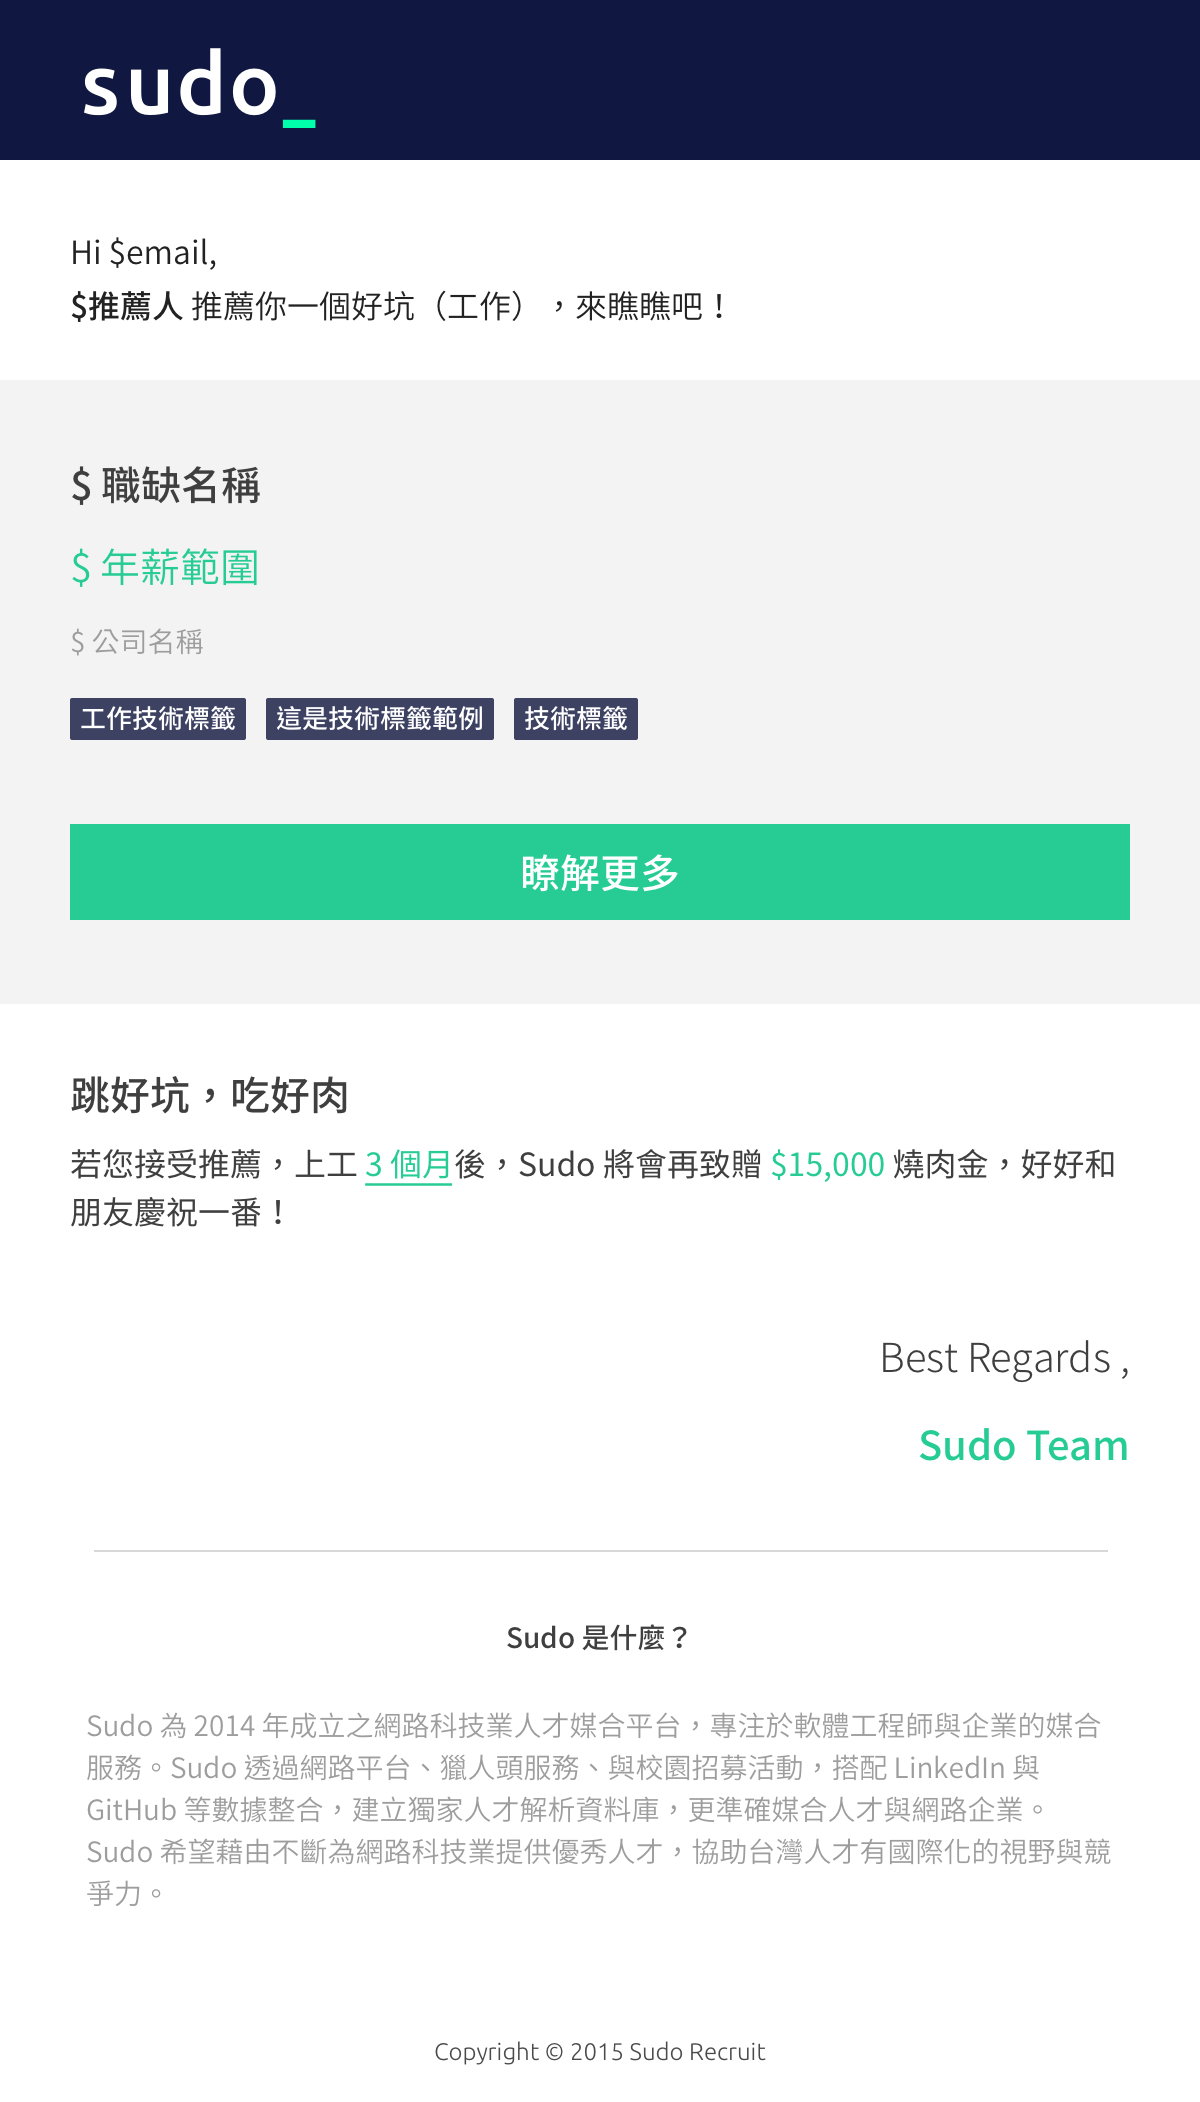 sudo_
Hi $email,
$推薦人 推薦你一個好坑（工作），來瞧瞧吧！
$ 職缺名稱
$ 年薪範圍
$ 公司名稱
工作技術標籤 這是技術標籤範例 技術標籤
瞭解更多
跳好坑，吃好肉
若您接受推薦，上工 3 個月後，Sudo 將會再致贈 $15,000 燒肉金，好好和
朋友慶祝一番！
Best Regards ,
Sudo Team
Sudo 是什麼？
Sudo 為 2014 年成立之網路科技業人才媒合平台，專注於軟體工程師與企業的媒合
服務。Sudo 透過網路平台、獵人頭服務、與校園招募活動，搭配 LinkedIn 與
GitHub 等數據整合，建立獨家人才解析資料庫，更準確媒合人才與網路企業。
Sudo 希望藉由不斷為網路科技業提供優秀人才，協助台灣人才有國際化的視野與競
爭力。
Copyright © 2015 Sudo Recruit